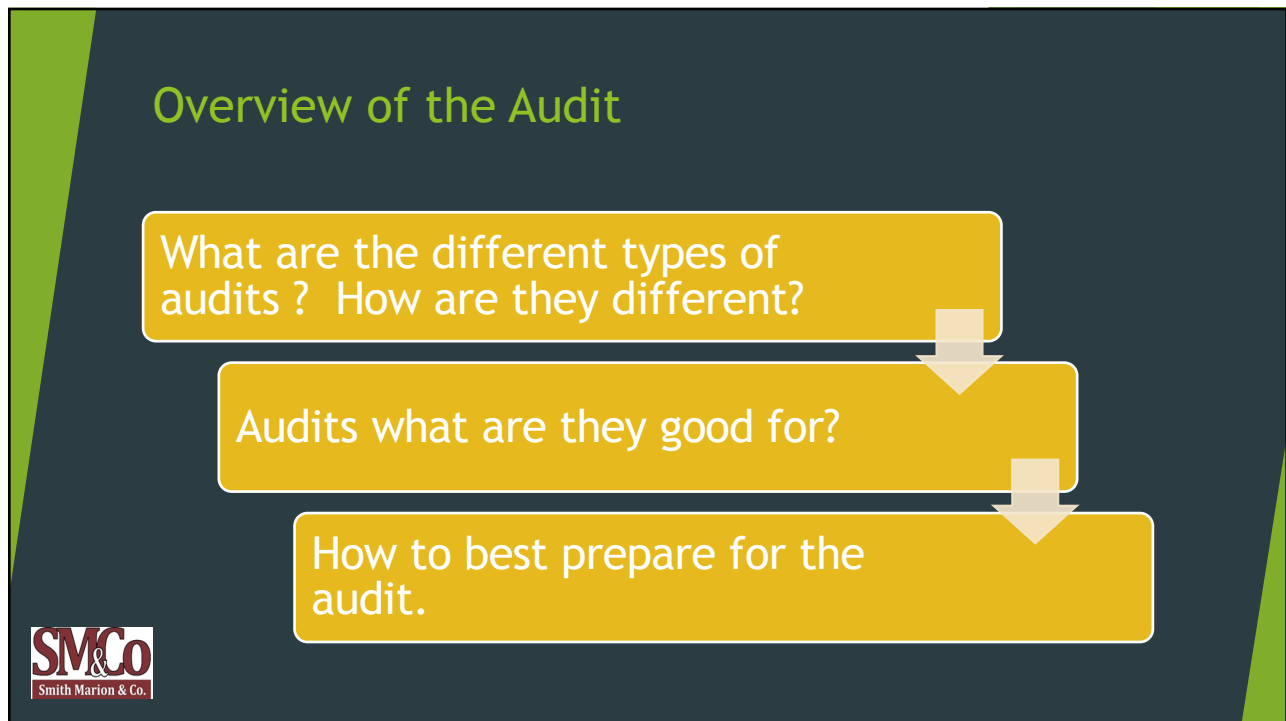 Overview of the Audit
What are the different types of
audits ?  How are they different?
Audits what are they good for?
How to best prepare for the
audit.
SM&Co
Smith Marion & Co.